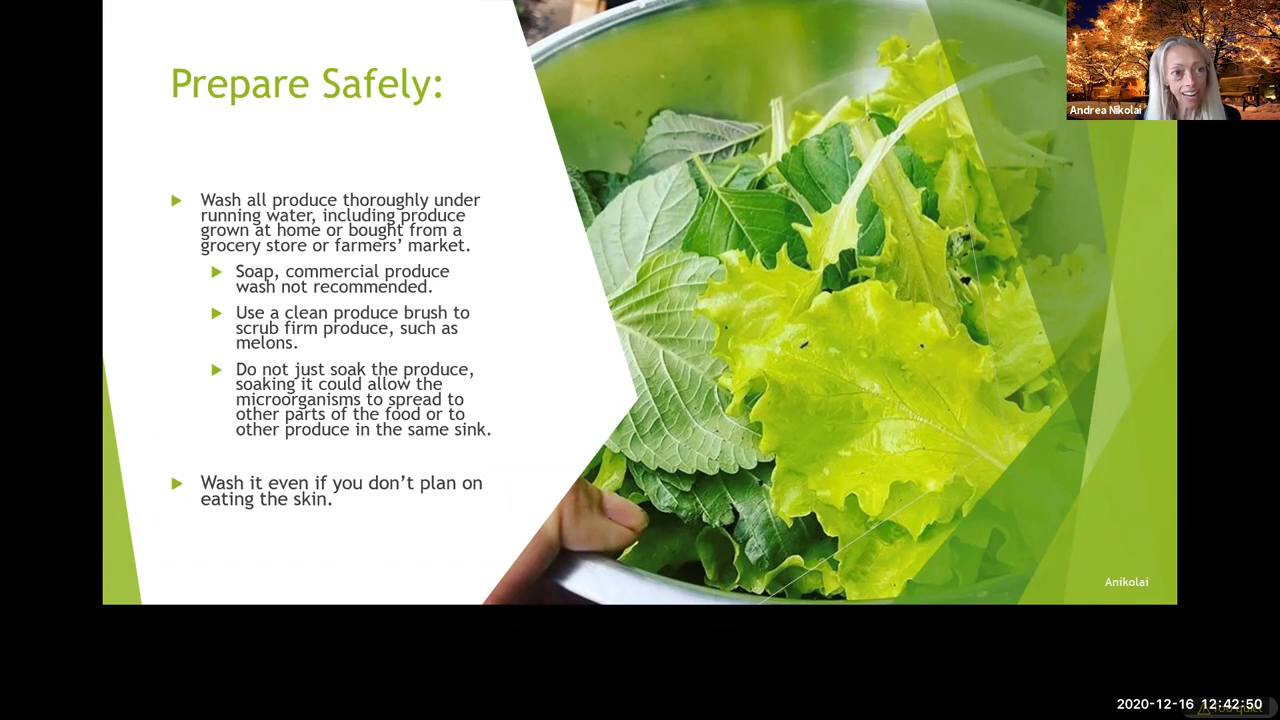 Prepare Safely:
Wash all produce thoroughly under
running water, including produce
grown at home or bought from a
grocery store or farmers’ market.
Soap, commercial produce
wash not recommended.
Use a clean produce brush to
scrub firm produce, such as
melons.
Do not just soak the produce,
soaking it could allow the
microorganisms to spread to
other parts of the food or to
other produce in the same sink.
Wash it even if you don’t plan on
eating the skin.
Andrea Nikolai
Anikolai
2020-12-16 12:42:50